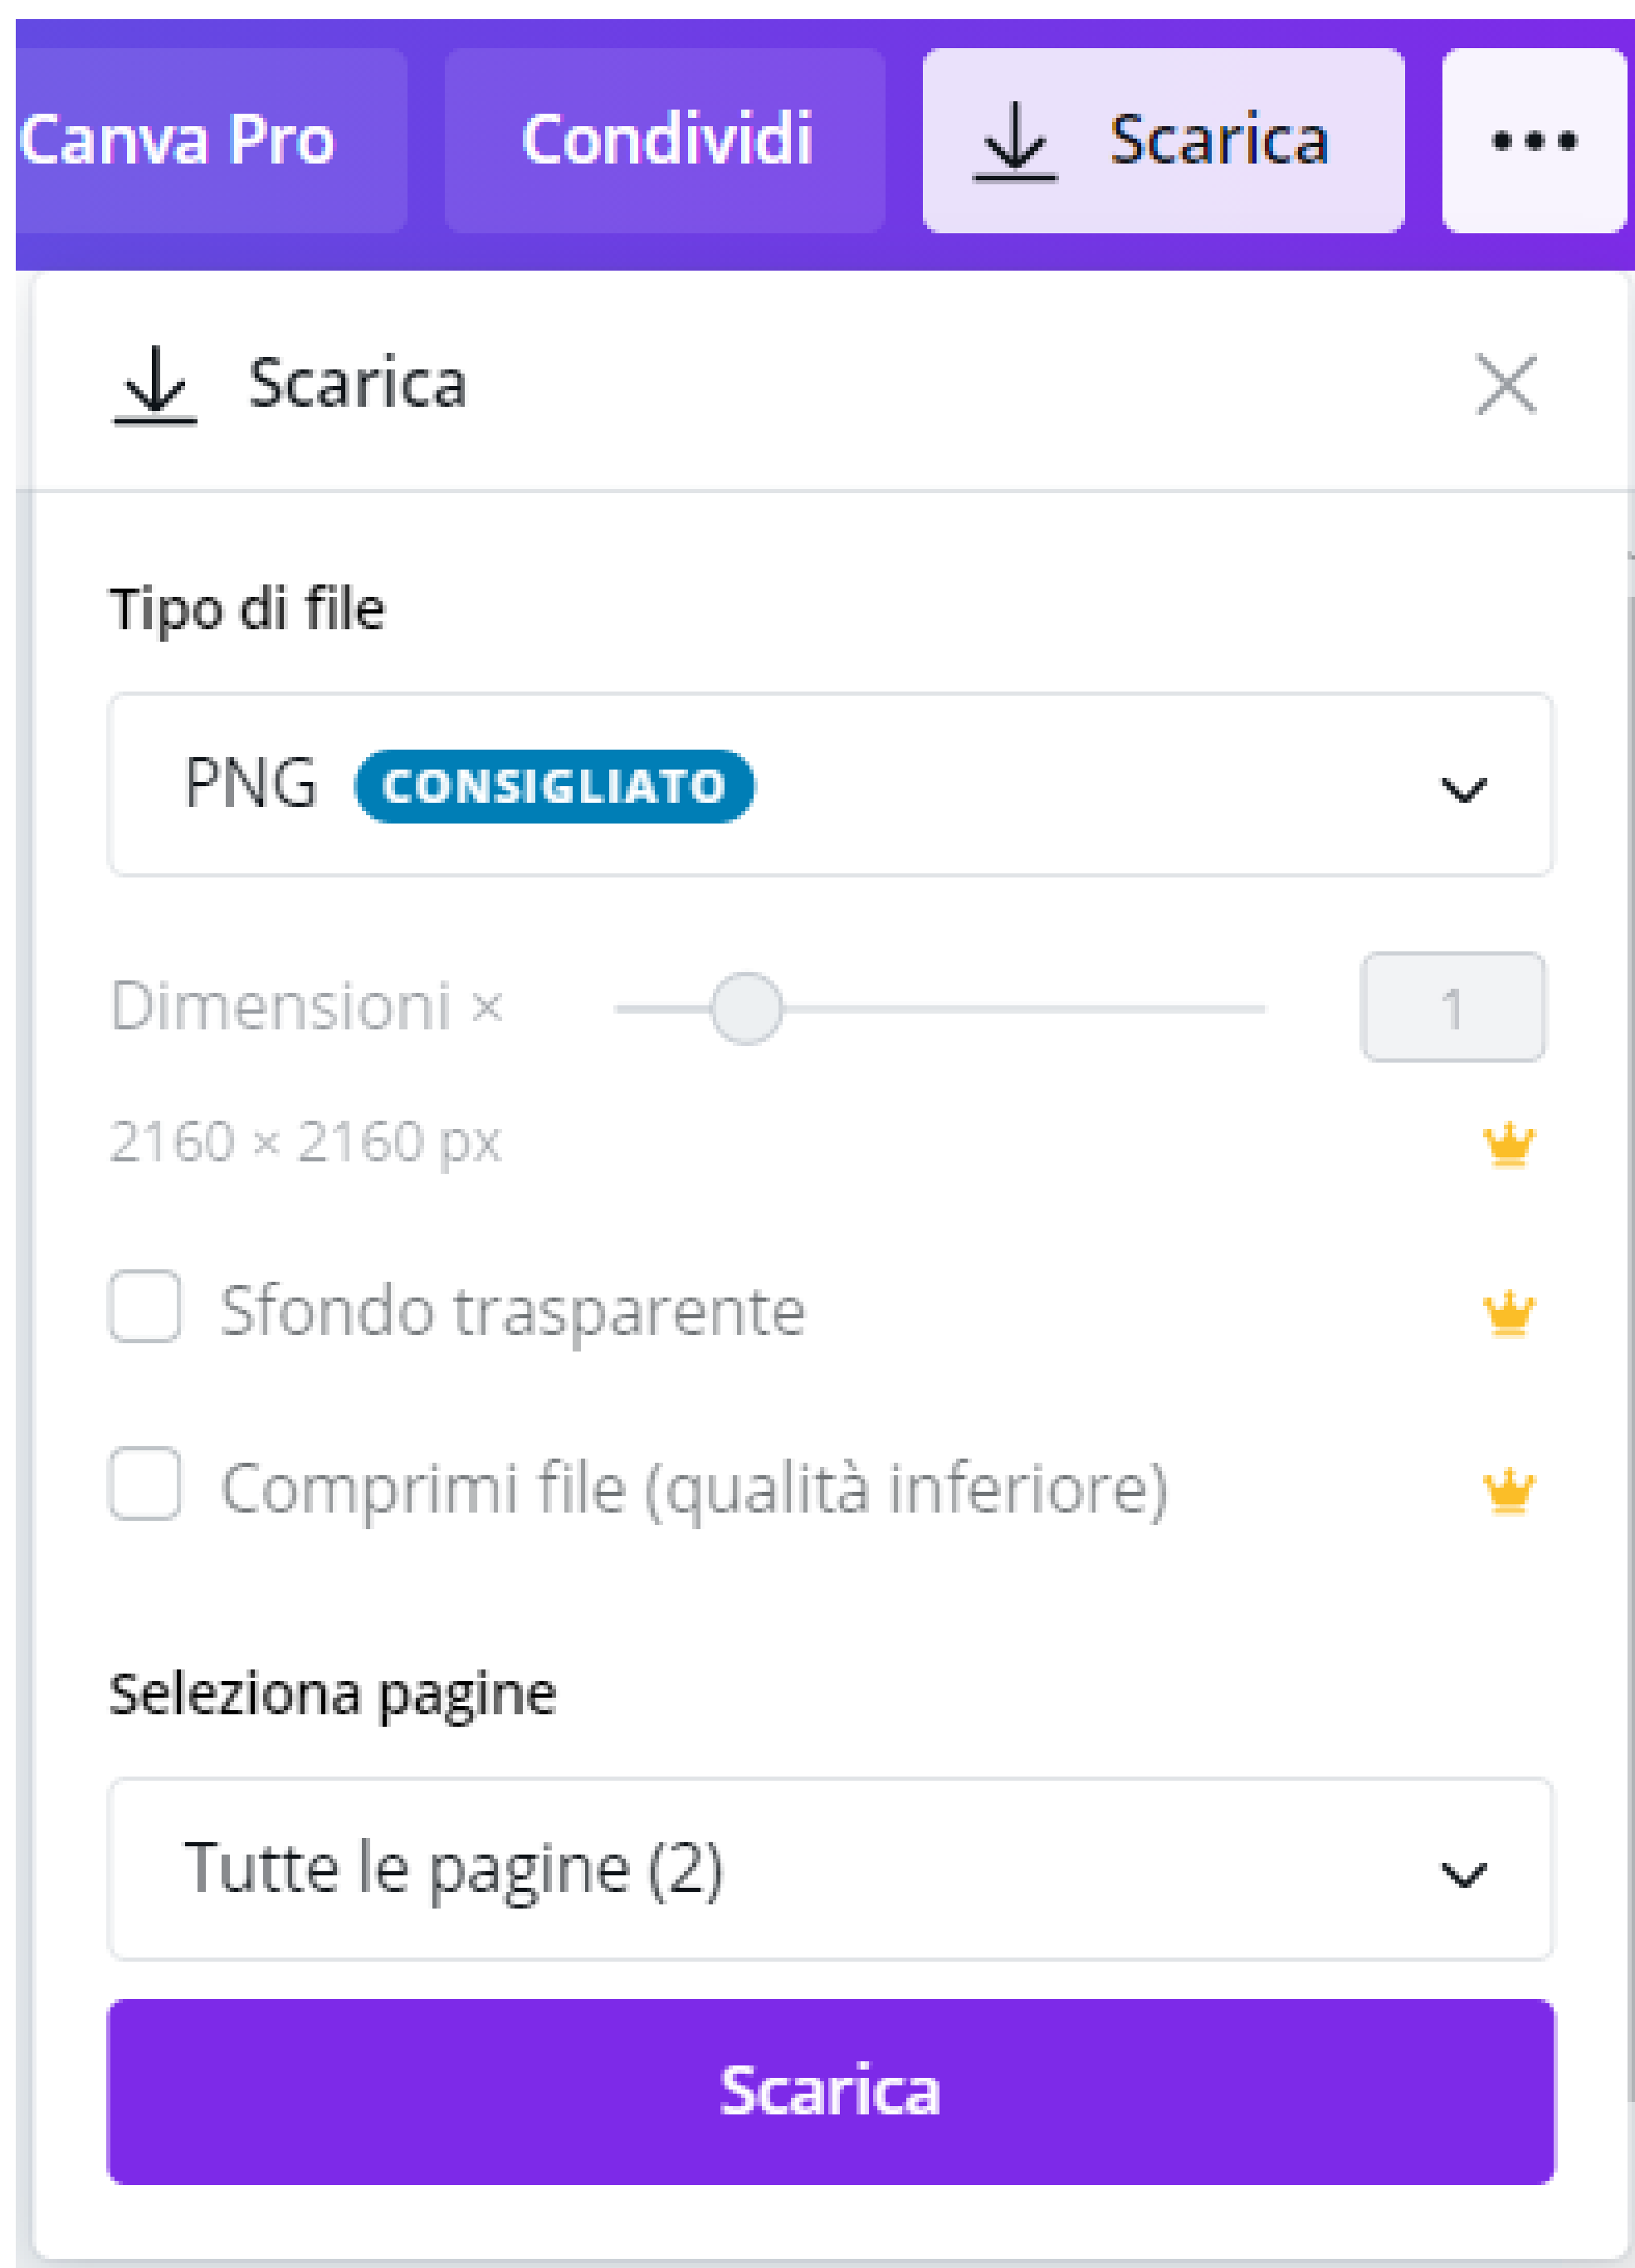 Canva Pro Condividi Scarica
Scarica
Tipo di file
PNG CONSIGLIATO
Dimensioni × 1
2160 × 2160 px
Sfondo trasparente
Comprimi file (qualità inferiore)
Seleziona pagine
Tutte le pagine (2)
Scarica